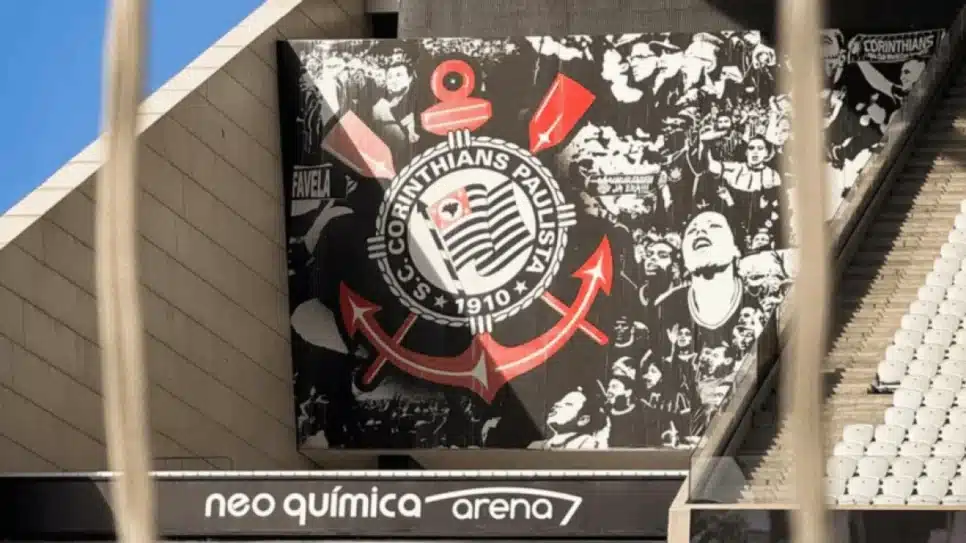 CORINTHIANS
FAVELA
S.C. CORINTHIANS PAULISTA
1910
neo química arena